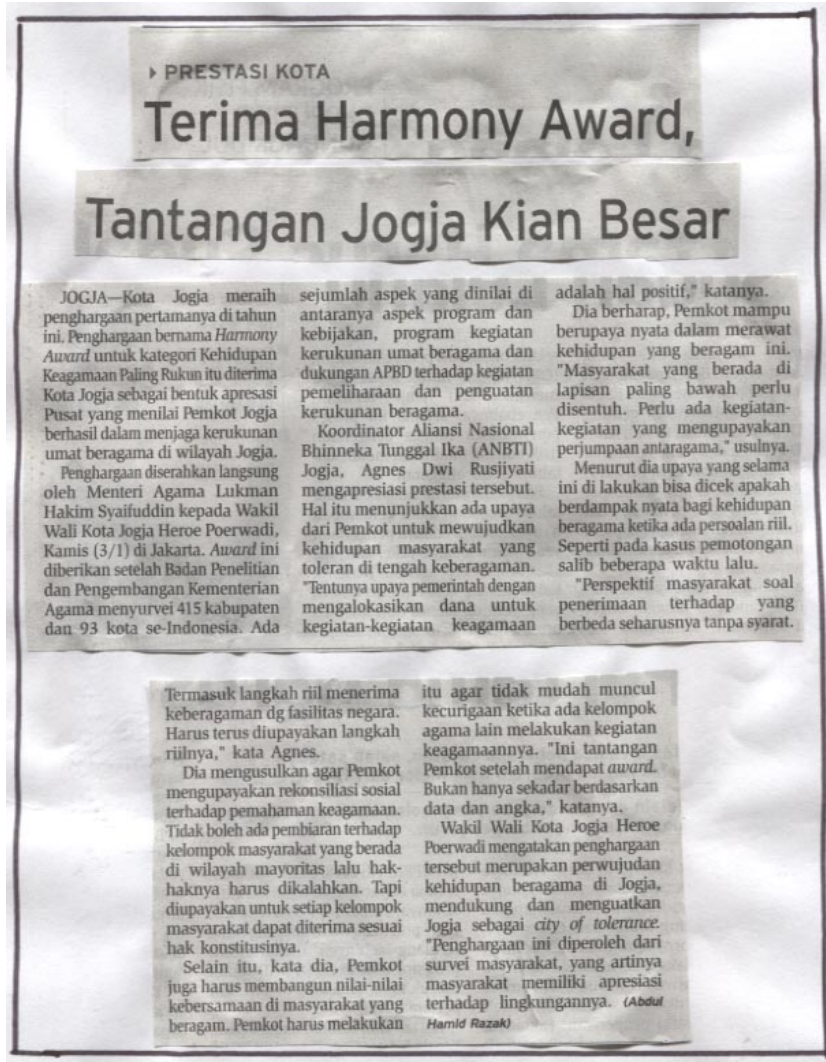 ▸ PRESTASI KOTA
Terima Harmony Award,
Tantangan Jogja Kian Besar
JOGJA—Kota Jogja meraih
penghargaan pertamanya di tahun
ini. Penghargaan bernama Harmony
Award untuk kategori Kehidupan
Keagamaan Paling Rukun itu diterima
Kota Jogja sebagai bentuk apresasi
Pusat yang menilai Pemkot Jogja
berhasil dalam menjaga kerukunan
umat beragama di wilayah Jogja.
Penghargaan diserahkan langsung
oleh Menteri Agama Lukman
Hakim Syaifuddin kepada Wakil
Wali Kota Jogja Heroe Poerwadi,
Kamis (3/1) di Jakarta. Award ini
diberikan setelah Badan Penelitian
dan Pengembangan Kementerian
Agama menyurvei 415 kabupaten
dan 93 kota se-Indonesia. Ada
sejumlah aspek yang dinilai di
antaranya aspek program dan
kebijakan, program kegiatan
kerukunan umat beragama dan
dukungan APBD terhadap kegiatan
pemeliharaan dan penguatan
kerukunan beragama.
Koordinator Aliansi Nasional
Bhinneka Tunggal Ika (ANBTI)
Jogja, Agnes Dwi Rusjiyati
mengapresiasi prestasi tersebut.
Hal itu menunjukkan ada upaya
dari Pemkot untuk mewujudkan
kehidupan masyarakat yang
toleran di tengah keberagaman.
"Tentunya upaya pemerintah dengan
mengalokasikan dana untuk
kegiatan-kegiatan keagamaan
adalah hal positif," katanya.
Dia berharap, Pemkot mampu
berupaya nyata dalam merawat
kehidupan yang beragam ini.
"Masyarakat yang berada di
lapisan paling bawah perlu
disentuh. Perlu ada kegiatan-
kegiatan yang mengupayakan
perjumpaan antaragama," usulnya.
Menurut dia upaya yang selama
ini di lakukan bisa dicek apakah
berdampak nyata bagi kehidupan
beragama ketika ada persoalan riil.
Seperti pada kasus pemotongan
salib beberapa waktu lalu.
"Perspektif masyarakat soal
penerimaan terhadap yang
berbeda seharusnya tanpa syarat.
Termasuk langkah riil menerima
keberagaman dg fasilitas negara.
Harus terus diupayakan langkah
riilnya," kata Agnes.
Dia mengusulkan agar Pemkot
mengupayakan rekonsiliasi sosial
terhadap pemahaman keagamaan.
Tidak boleh ada pembiaran terhadap
kelompok masyarakat yang berada
di wilayah mayoritas lalu hak-
haknya harus dikalahkan. Tapi
diupayakan untuk setiap kelompok
masyarakat dapat diterima sesuai
hak konstitusinya.
Selain itu, kata dia, Pemkot
juga harus membangun nilai-nilai
kebersamaan di masyarakat yang
beragam. Pemkot harus melakukan
itu agar tidak mudah muncul
kecurigaan ketika ada kelompok
agama lain melakukan kegiatan
keagamaannya. "Ini tantangan
Pemkot setelah mendapat award.
Bukan hanya sekadar berdasarkan
data dan angka," katanya.
Wakil Wali Kota Jogja Heroe
Poerwadi mengatakan penghargaan
tersebut merupakan perwujudan
kehidupan beragama di Jogja,
mendukung dan menguatkan
Jogja sebagai city of tolerance.
"Penghargaan ini diperoleh dari
survei masyarakat, yang artinya
masyarakat memiliki apresiasi
terhadap lingkungannya. (Abdul
Hamid Razak)